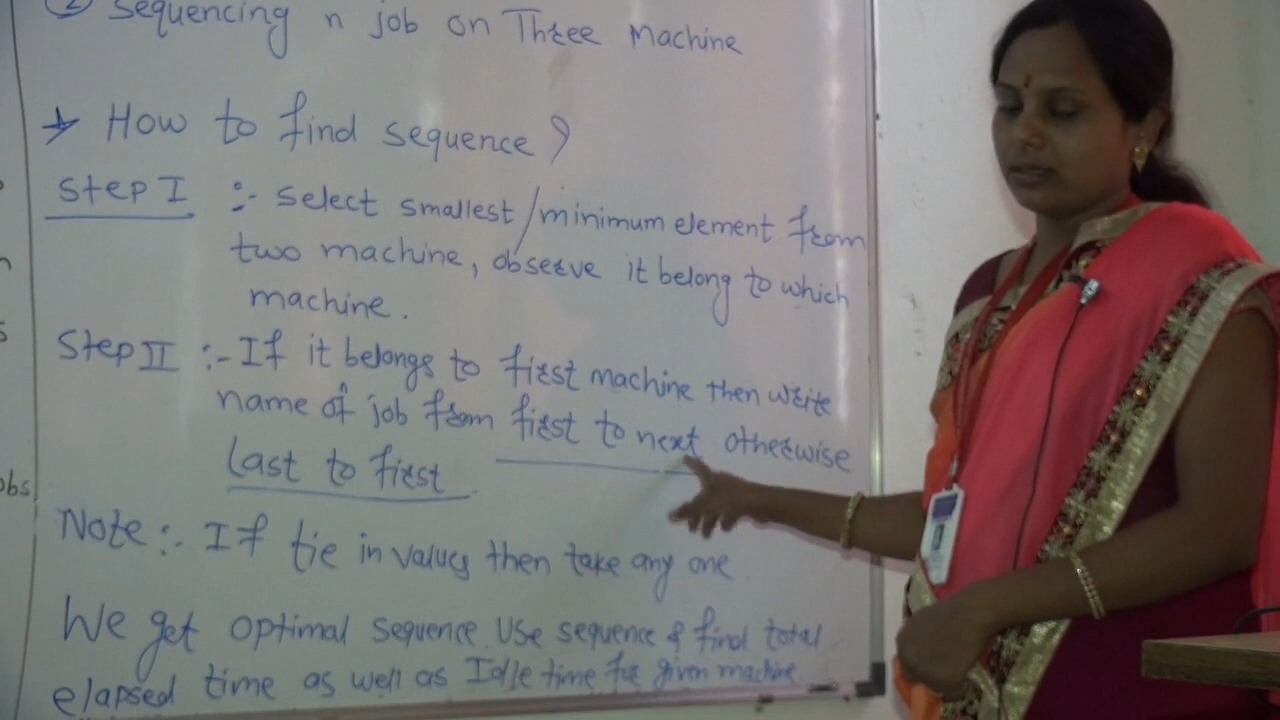 ② Sequencing n job on Three Machine
→ How to find sequence ?
Step I :- Select smallest/minimum element from
two machine, observe it belong to which
machine.
Step II :- If it belongs to first machine then write
name of job from first to next otherwise
last to first.
Note :- If tie in values then take any one.
We get optimal sequence use sequence & find total
elapsed time as well as Idle time for given machine
obs